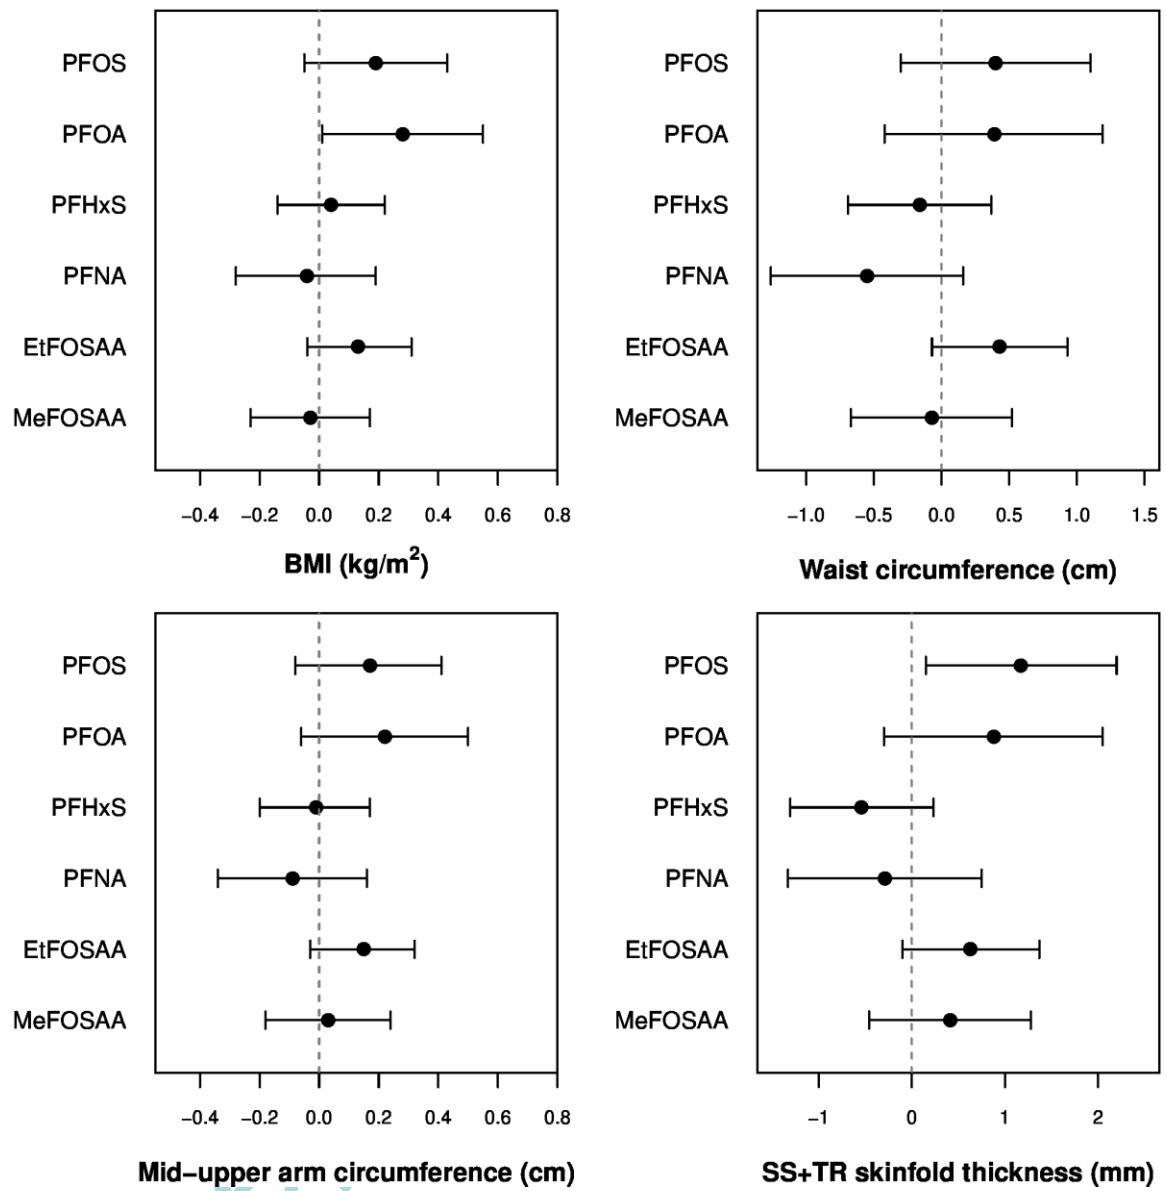 PFOS
PFOA
PFHxS
PFNA
EtFOSAA
MeFOSAA
−0.4 −0.2 0.0 0.2 0.4 0.6 0.8
BMI (kg/m²)
PFOS
PFOA
PFHxS
PFNA
EtFOSAA
MeFOSAA
−1.0 −0.5 0.0 0.5 1.0 1.5
Waist circumference (cm)
PFOS
PFOA
PFHxS
PFNA
EtFOSAA
MeFOSAA
−0.4 −0.2 0.0 0.2 0.4 0.6 0.8
Mid−upper arm circumference (cm)
PFOS
PFOA
PFHxS
PFNA
EtFOSAA
MeFOSAA
−1 0 1 2
SS+TR skinfold thickness (mm)